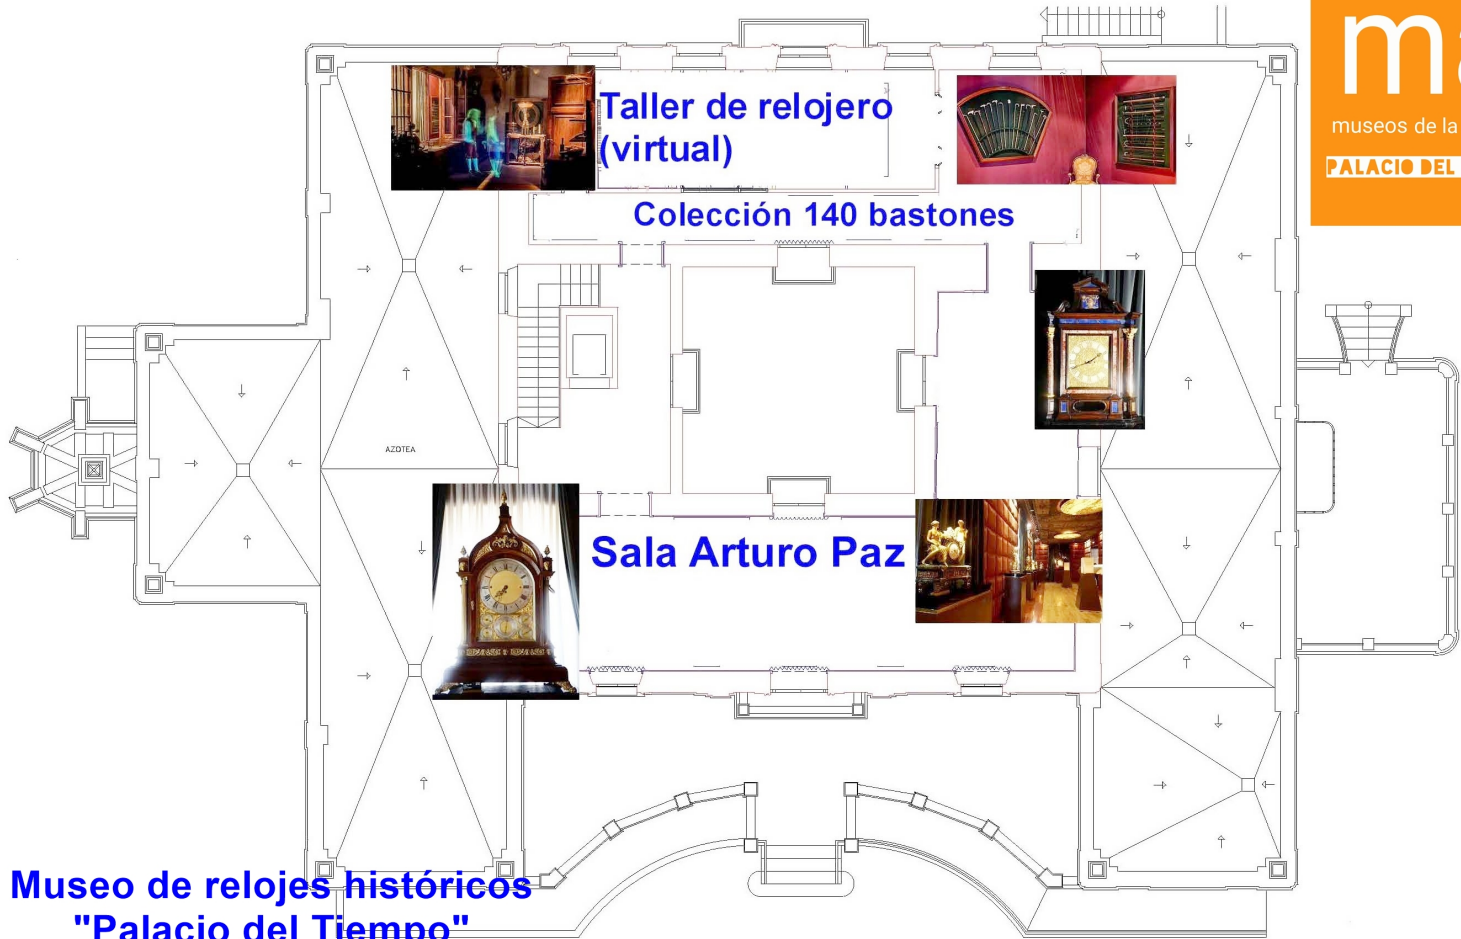 ma
museos de la
PALACIO DEL
Taller de relojero
(virtual)
Colección 140 bastones
AZOTEA
Sala Arturo Paz
Museo de relojes históricos
"Palacio del Tiempo"